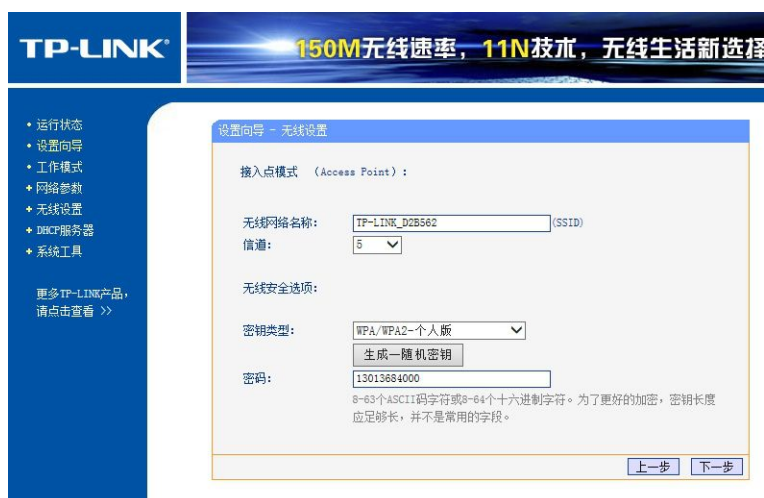 TP-LINK®
150M无线速率，11N技术，无线生活新选择
运行状态
设置向导
工作模式
网络参数
无线设置
DHCP服务器
系统工具
更多TP-LINK产品，
请点击查看 >>
设置向导 - 无线设置
接入点模式 （Access Point）:
无线网络名称: TP-LINK_D2B562 (SSID)
信道: 5
无线安全选项:
密钥类型: WPA/WPA2-个人版
生成一随机密钥
密码: 13013684000
8-63个ASCII码字符或8-64个十六进制字符。为了更好的加密，密钥长度
应足够长，并不是常用的字段。
上一步 下一步